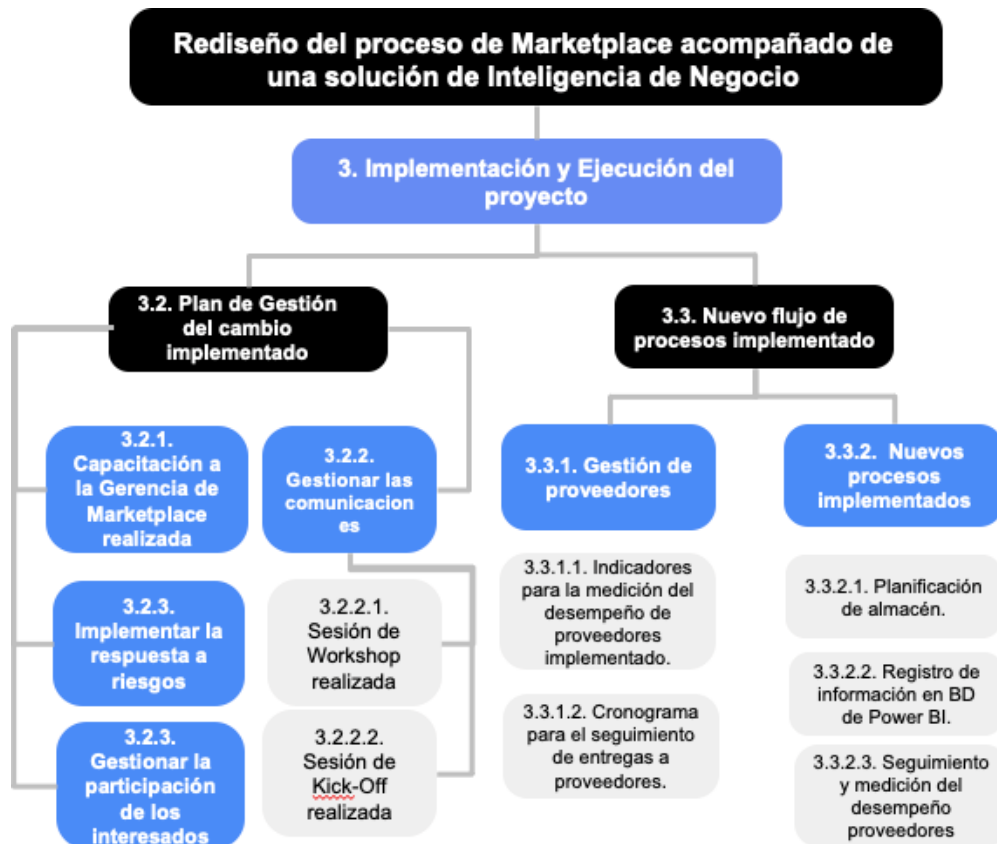 Rediseño del proceso de Marketplace acompañado de
una solución de Inteligencia de Negocio
3. Implementación y Ejecución del
proyecto
3.2. Plan de Gestión
del cambio
implementado
3.3. Nuevo flujo de
procesos implementado
3.2.1.
Capacitación a
la Gerencia de
Marketplace
realizada
3.2.2.
Gestionar las
comunicacion
es
3.3.1. Gestión de
proveedores
3.3.2. Nuevos
procesos
implementados
3.2.3.
Implementar la
respuesta a
riesgos
3.2.2.1.
Sesión de
Workshop
realizada
3.3.1.1. Indicadores
para la medición del
desempeño de
proveedores
implementado.
3.3.2.1. Planificación
de almacén.
3.3.2.2. Registro de
información en BD
de Power BI.
3.2.3.
Gestionar la
participación
de los
interesados
3.2.2.2.
Sesión de
Kick-Off
realizada
3.3.1.2. Cronograma
para el seguimiento
de entregas a
proveedores.
3.3.2.3. Seguimiento
y medición del
desempeño
proveedores